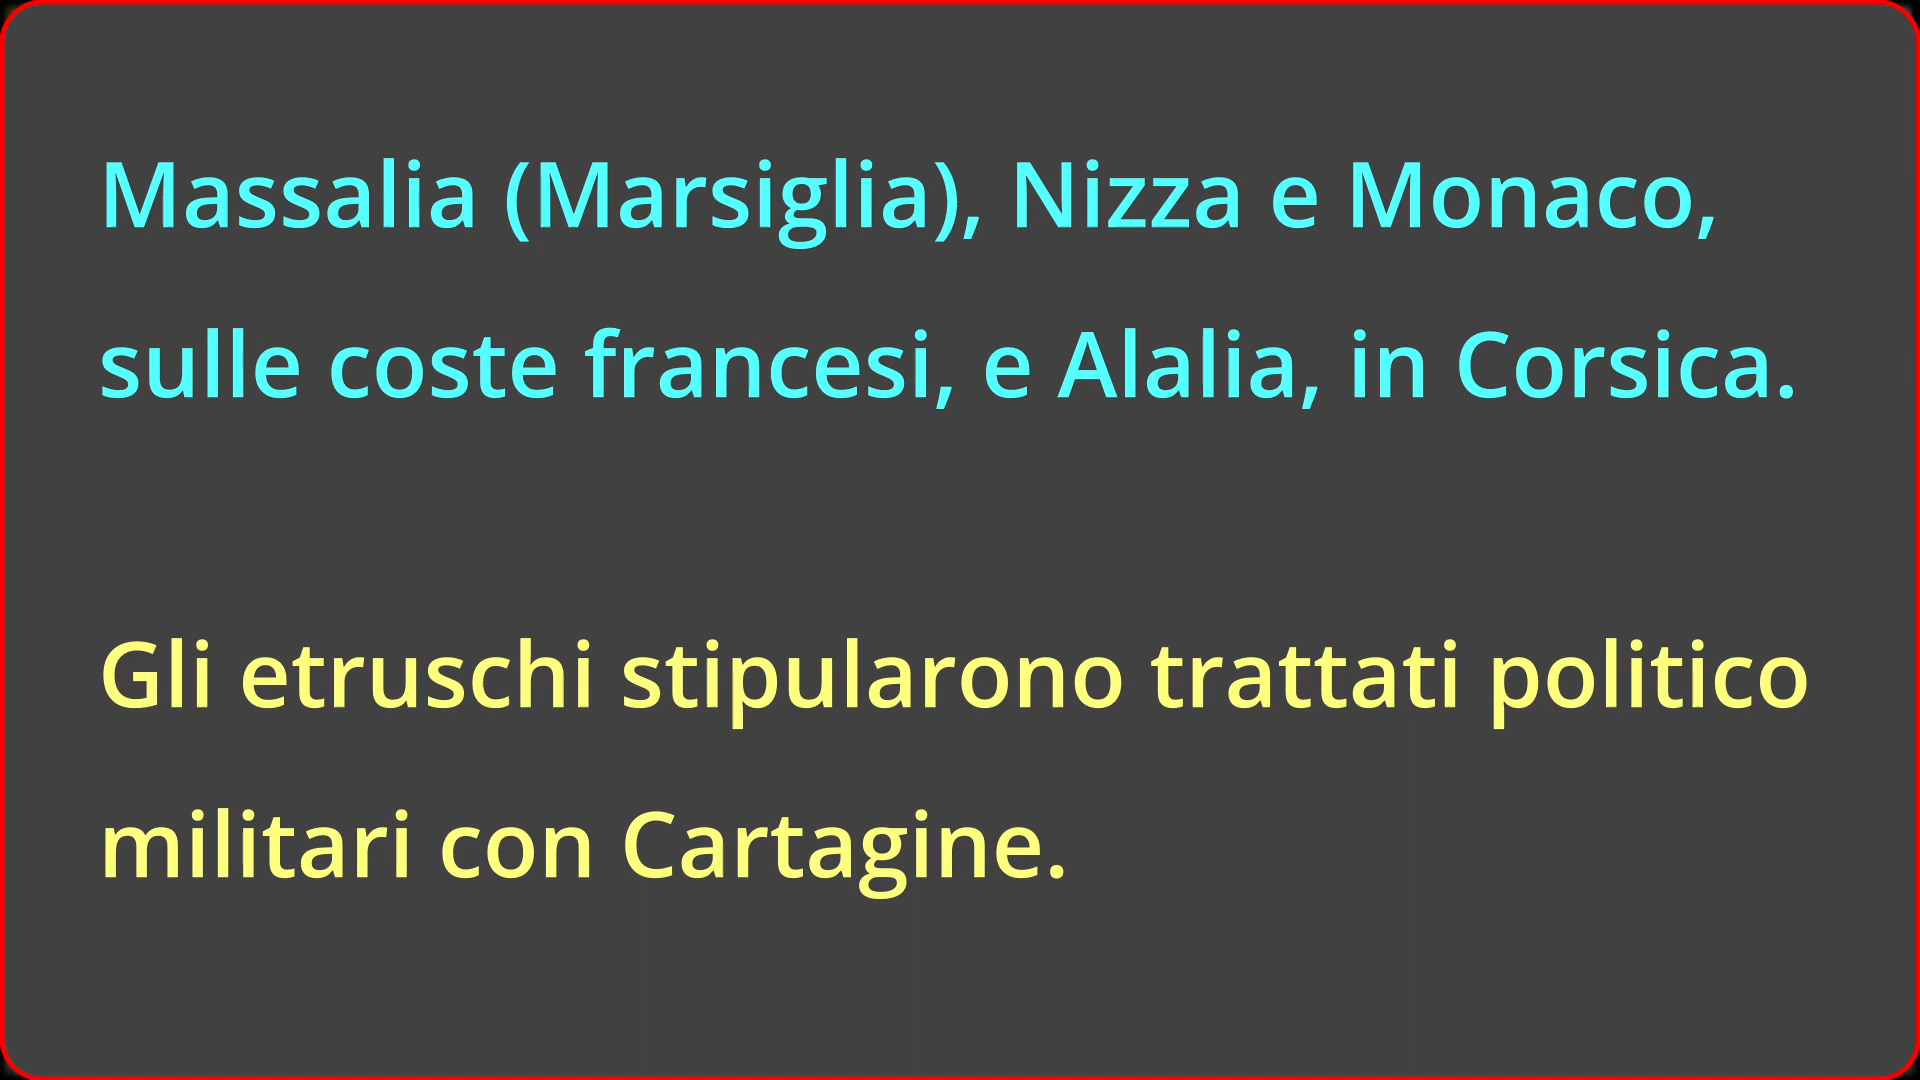 Massalia (Marsiglia), Nizza e Monaco,
sulle coste francesi, e Alalia, in Corsica.
Gli etruschi stipularono trattati politico
militari con Cartagine.